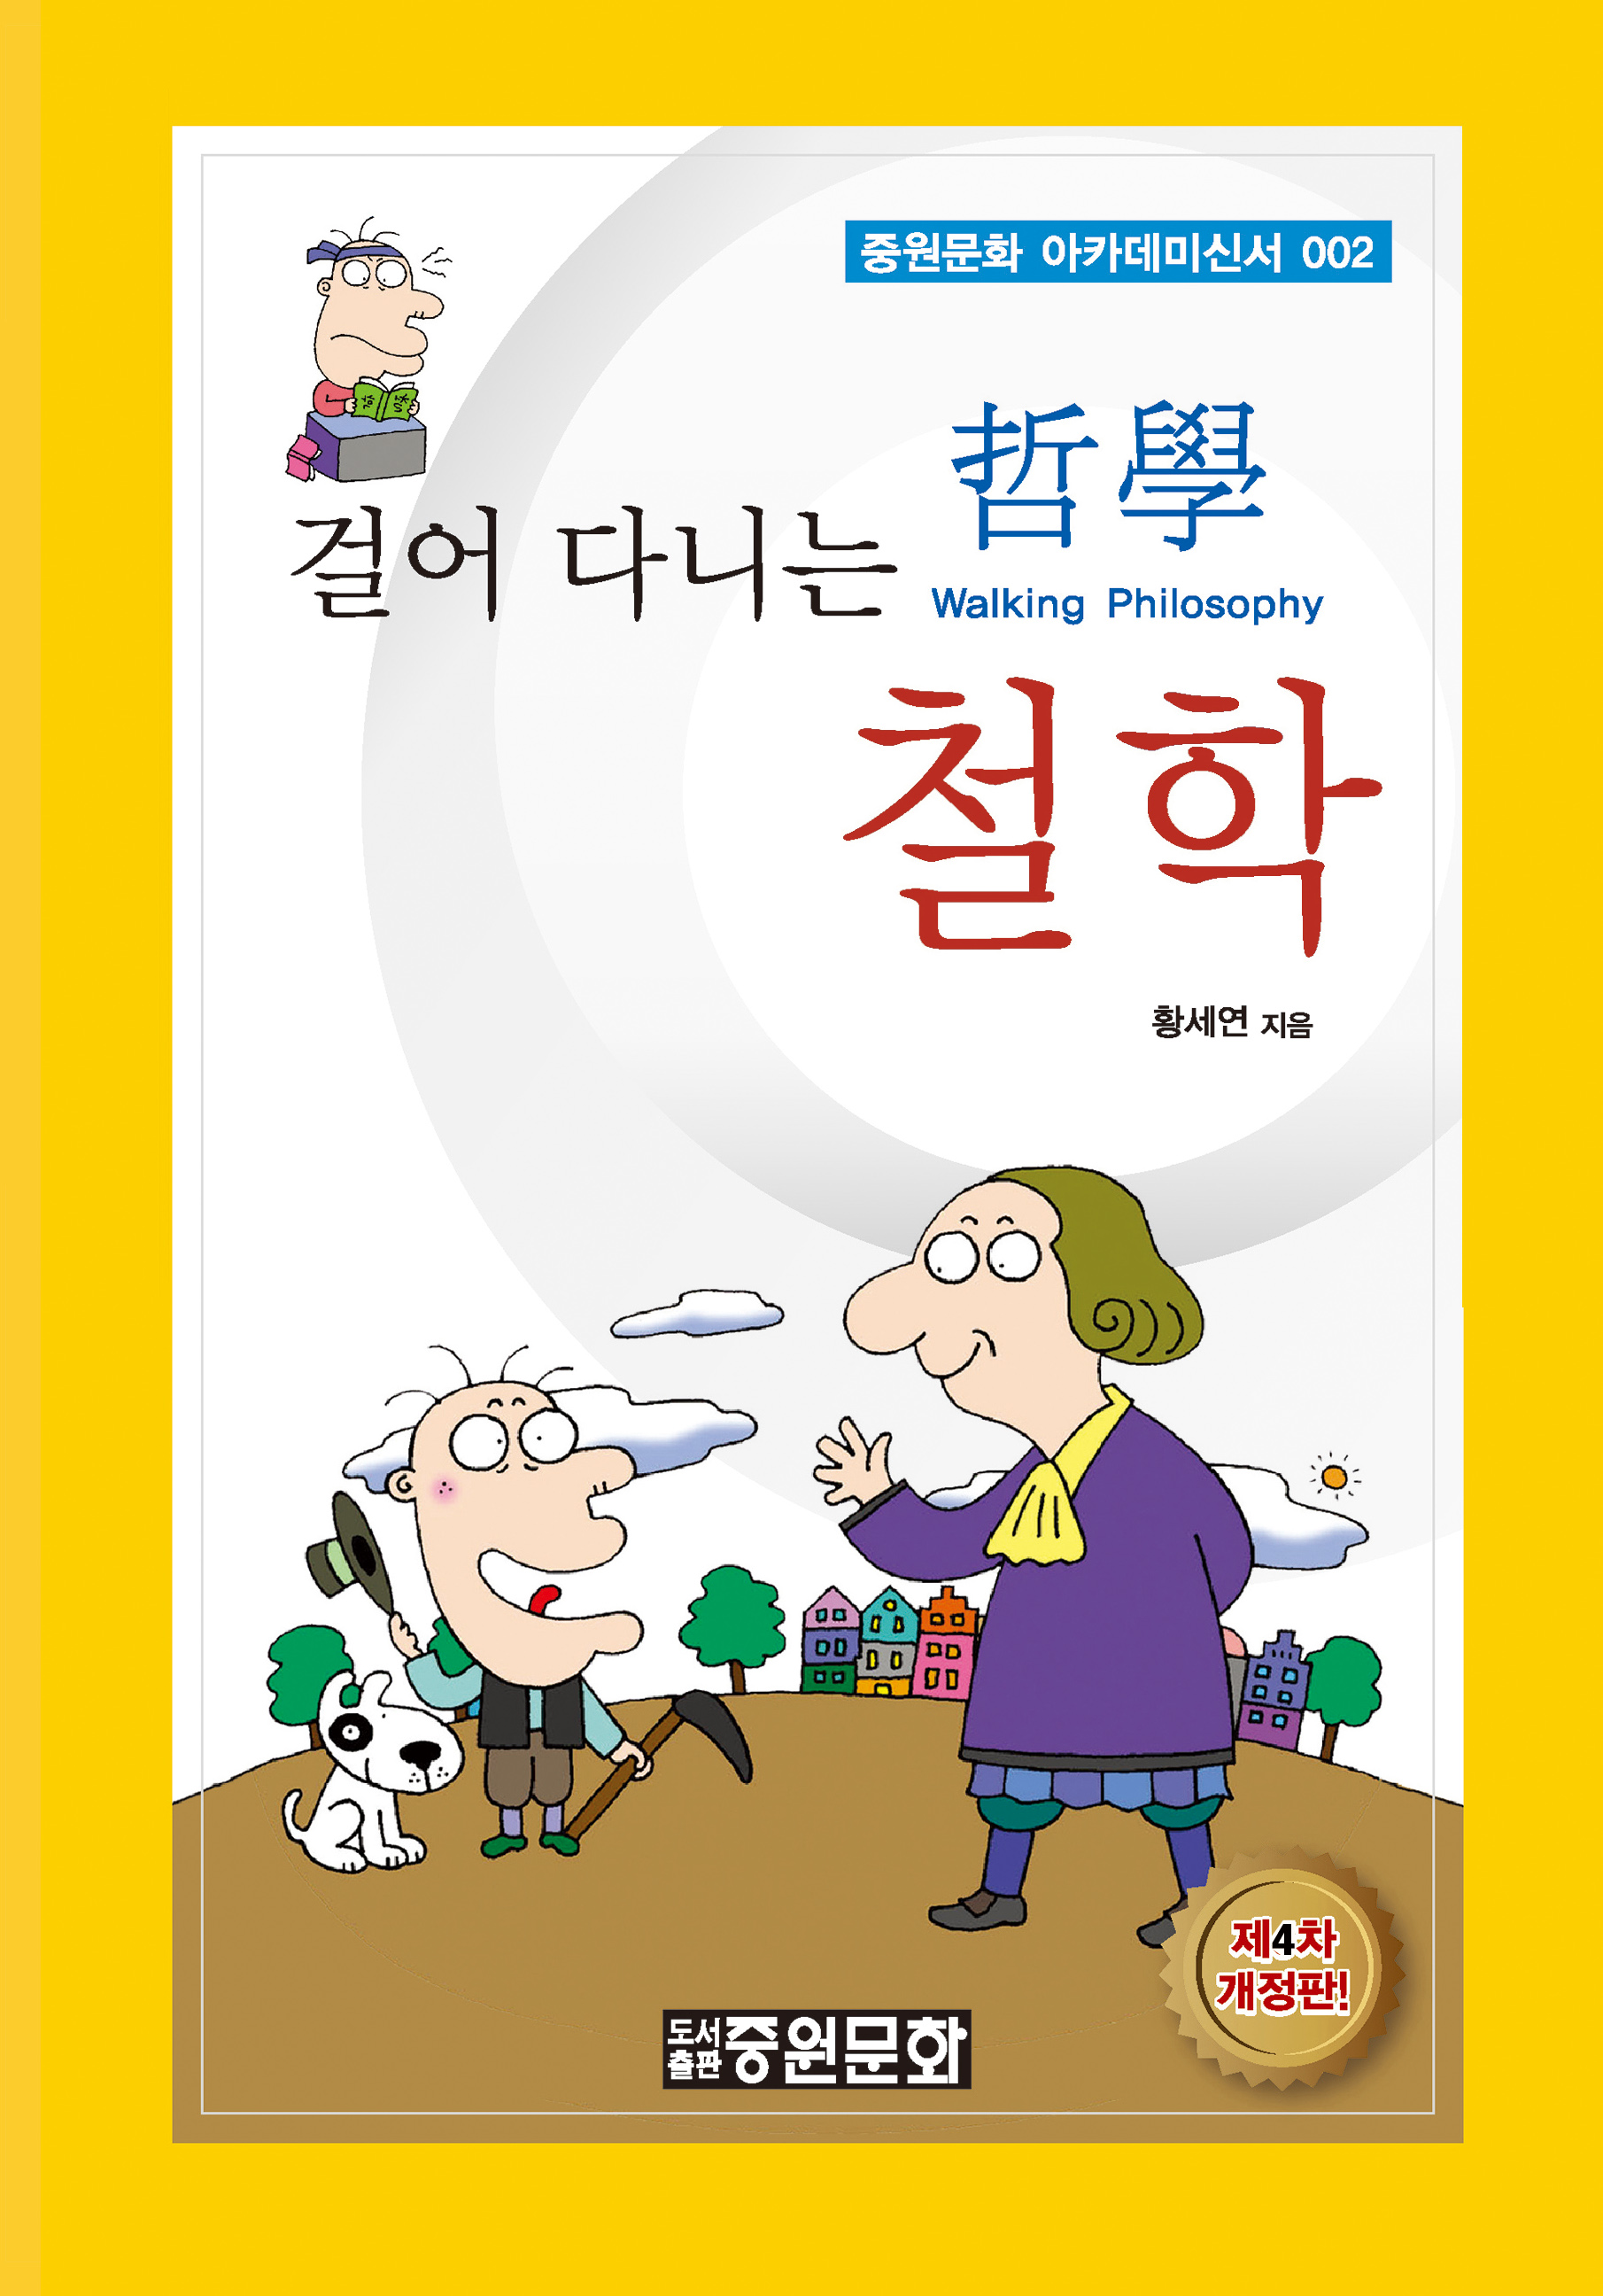 중원문화 아카데미신서 002
哲學
걸어 다니는
Walking Philosophy
철학
황세연 지음
제4차
개정판!
도서출판 중원문화